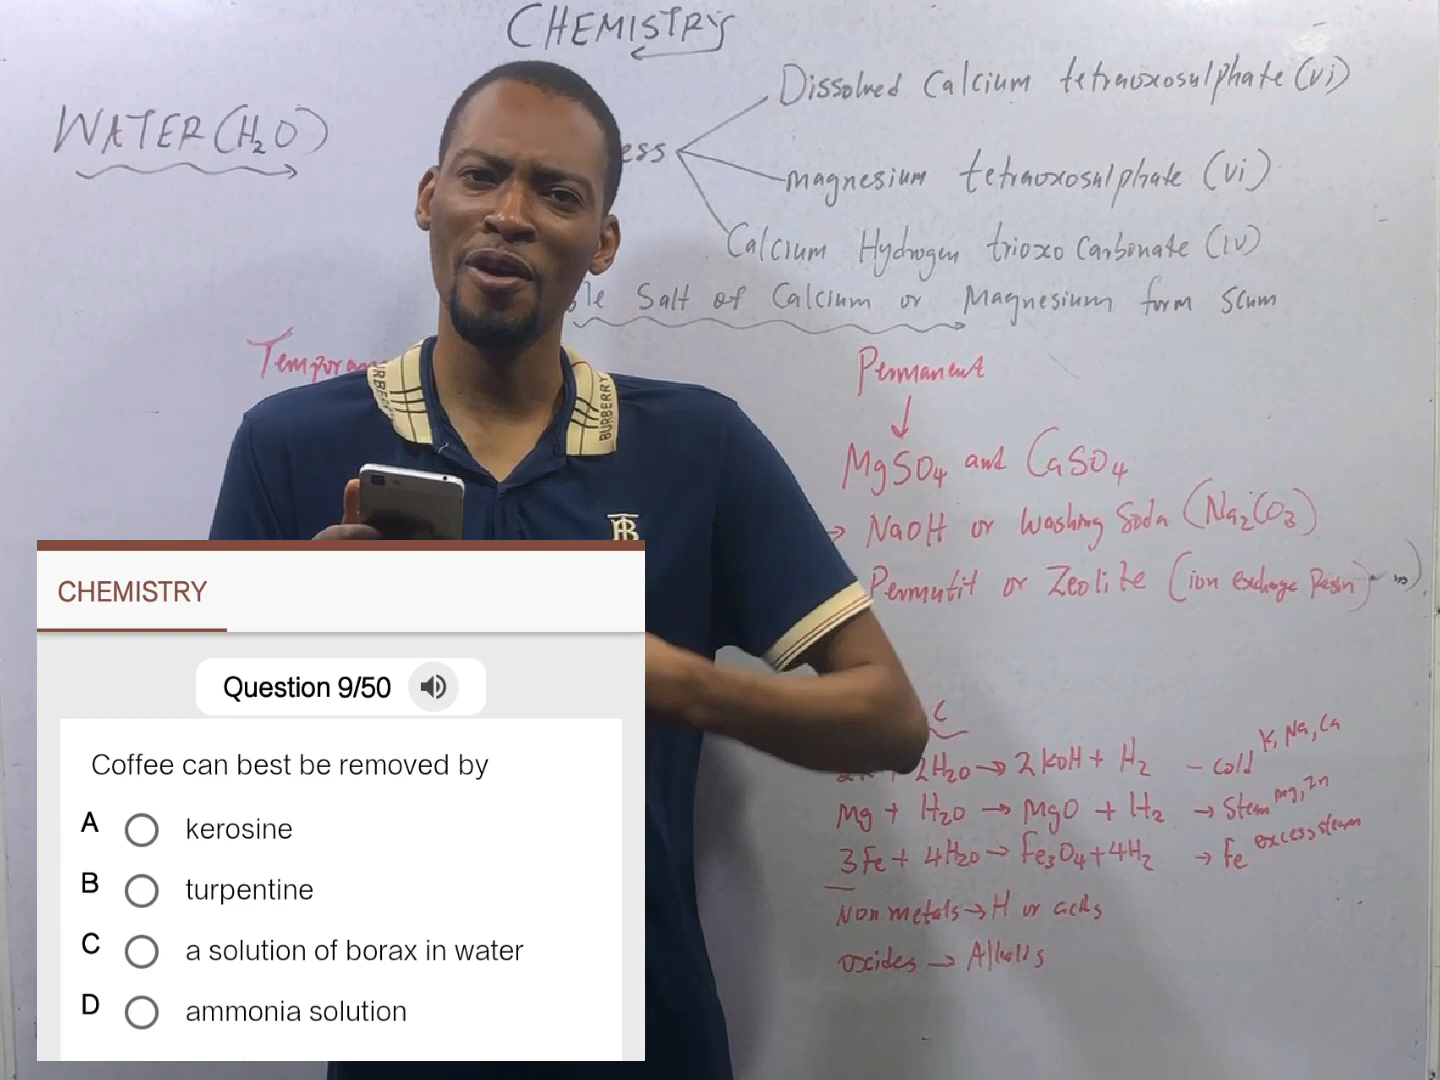 CHEMISTRY
WATER (H₂O)
ess
Dissolved Calcium tetraoxosulphate (vi)
magnesium tetraoxosulphate (vi)
Calcium Hydrogen trioxo Carbonate (iv)
le Salt of Calcium or Magnesium form Scum
Temporar
Permanent
↓
MgSO₄ and CaSO₄
→ NaOH or Washing Soda (Na₂CO₃)
Permutit or Zeolite (ion exchange Resin)
BURBERRY
CHEMISTRY
Question 9/50
Coffee can best be removed by
A kerosine
B turpentine
C a solution of borax in water
D ammonia solution
2H₂O → 2KOH + H₂ - Cold K, Na, Ca
Mg + H₂O → MgO + H₂ → Steam Mg, Zn
3Fe + 4H₂O → Fe₃O₄ + 4H₂ → Fe excess steam
Non metals → H or acids
oxides → Alkalis